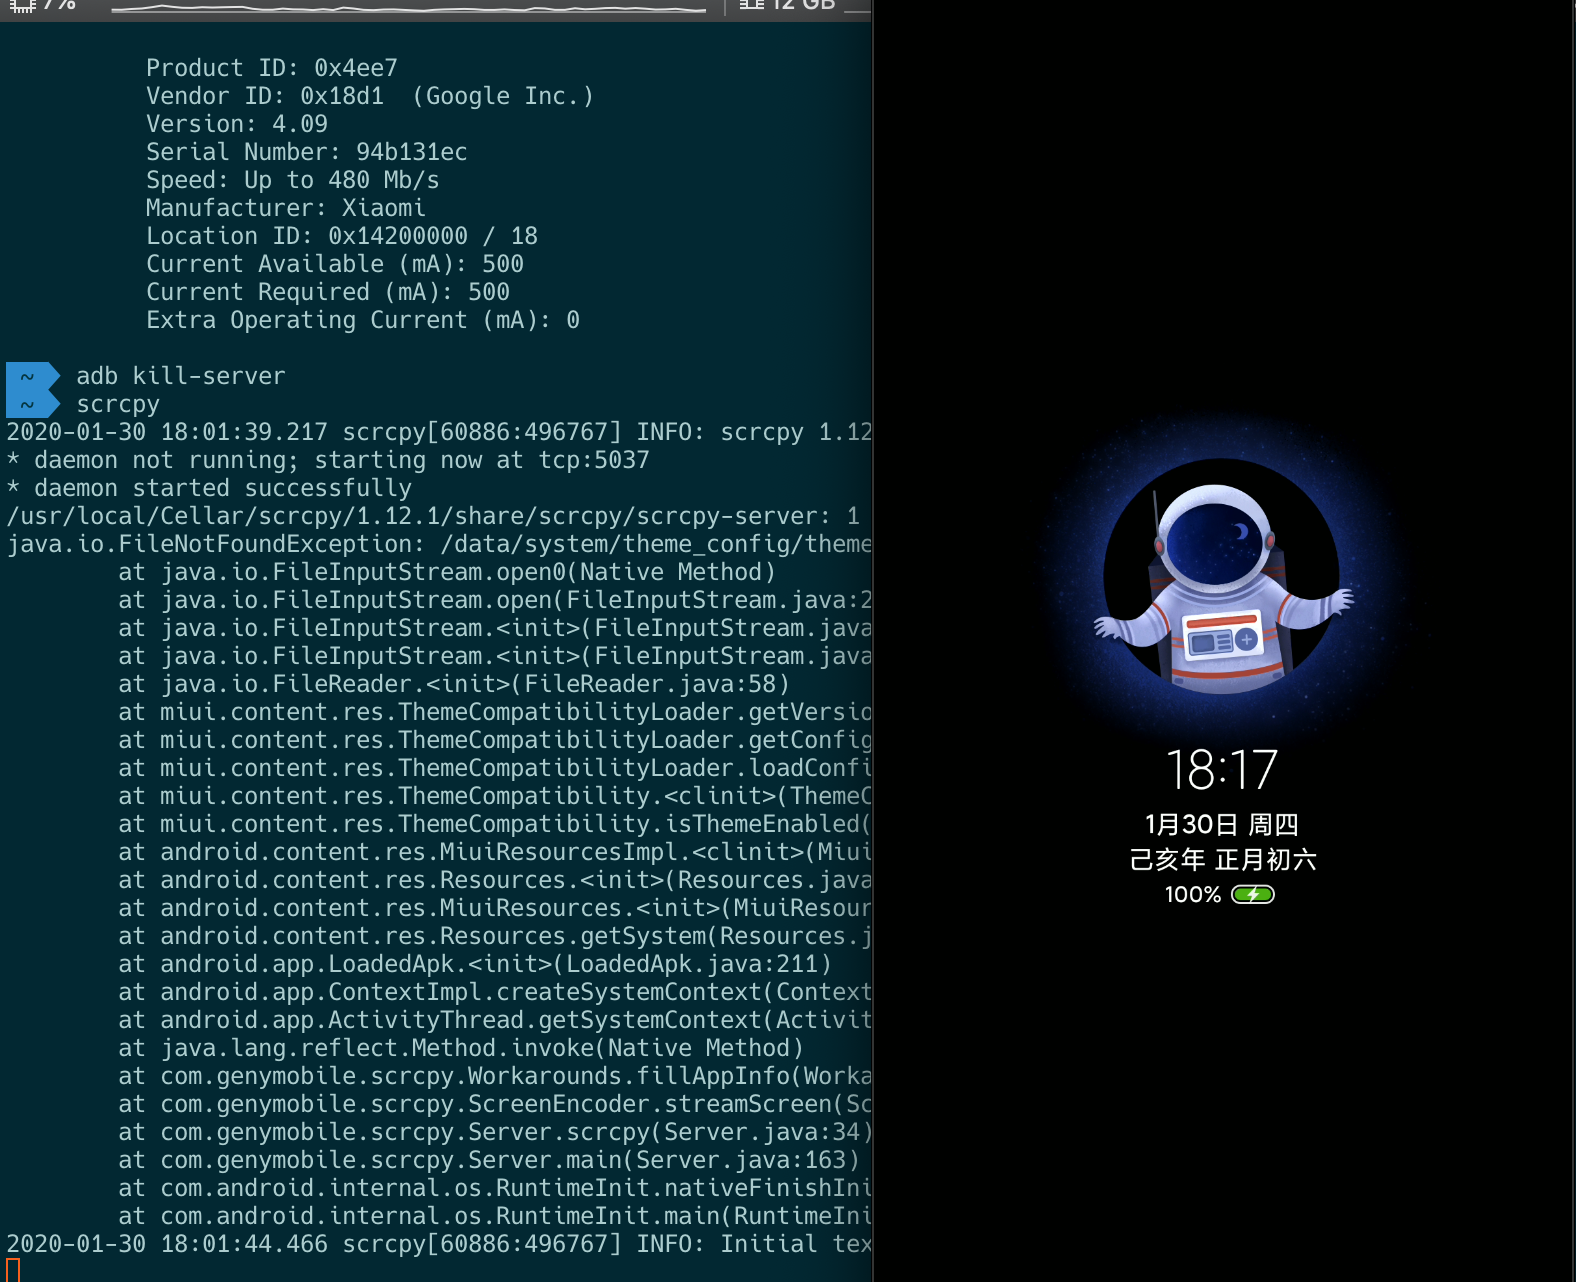 7%
12 GB
Product ID: 0x4ee7
Vendor ID: 0x18d1  (Google Inc.)
Version: 4.09
Serial Number: 94b131ec
Speed: Up to 480 Mb/s
Manufacturer: Xiaomi
Location ID: 0x14200000 / 18
Current Available (mA): 500
Current Required (mA): 500
Extra Operating Current (mA): 0
~ adb kill-server
~ scrcpy
2020-01-30 18:01:39.217 scrcpy[60886:496767] INFO: scrcpy 1.12
* daemon not running; starting now at tcp:5037
* daemon started successfully
/usr/local/Cellar/scrcpy/1.12.1/share/scrcpy/scrcpy-server: 1
java.io.FileNotFoundException: /data/system/theme_config/theme
at java.io.FileInputStream.open0(Native Method)
at java.io.FileInputStream.open(FileInputStream.java:2
at java.io.FileInputStream.<init>(FileInputStream.java
at java.io.FileInputStream.<init>(FileInputStream.java
at java.io.FileReader.<init>(FileReader.java:58)
at miui.content.res.ThemeCompatibilityLoader.getVersio
at miui.content.res.ThemeCompatibilityLoader.getConfig
at miui.content.res.ThemeCompatibilityLoader.loadConfi
at miui.content.res.ThemeCompatibility.<clinit>(ThemeC
at miui.content.res.ThemeCompatibility.isThemeEnabled(
at android.content.res.MiuiResourcesImpl.<clinit>(Miui
at android.content.res.Resources.<init>(Resources.java
at android.content.res.MiuiResources.<init>(MiuiResour
at android.content.res.Resources.getSystem(Resources.j
at android.app.LoadedApk.<init>(LoadedApk.java:211)
at android.app.ContextImpl.createSystemContext(Context
at android.app.ActivityThread.getSystemContext(Activit
at java.lang.reflect.Method.invoke(Native Method)
at com.genymobile.scrcpy.Workarounds.fillAppInfo(Worka
at com.genymobile.scrcpy.ScreenEncoder.streamScreen(Sc
at com.genymobile.scrcpy.Server.scrcpy(Server.java:34)
at com.genymobile.scrcpy.Server.main(Server.java:163)
at com.android.internal.os.RuntimeInit.nativeFinishIni
at com.android.internal.os.RuntimeInit.main(RuntimeIni
2020-01-30 18:01:44.466 scrcpy[60886:496767] INFO: Initial tex
18:17
1月30日 周四
己亥年 正月初六
100%